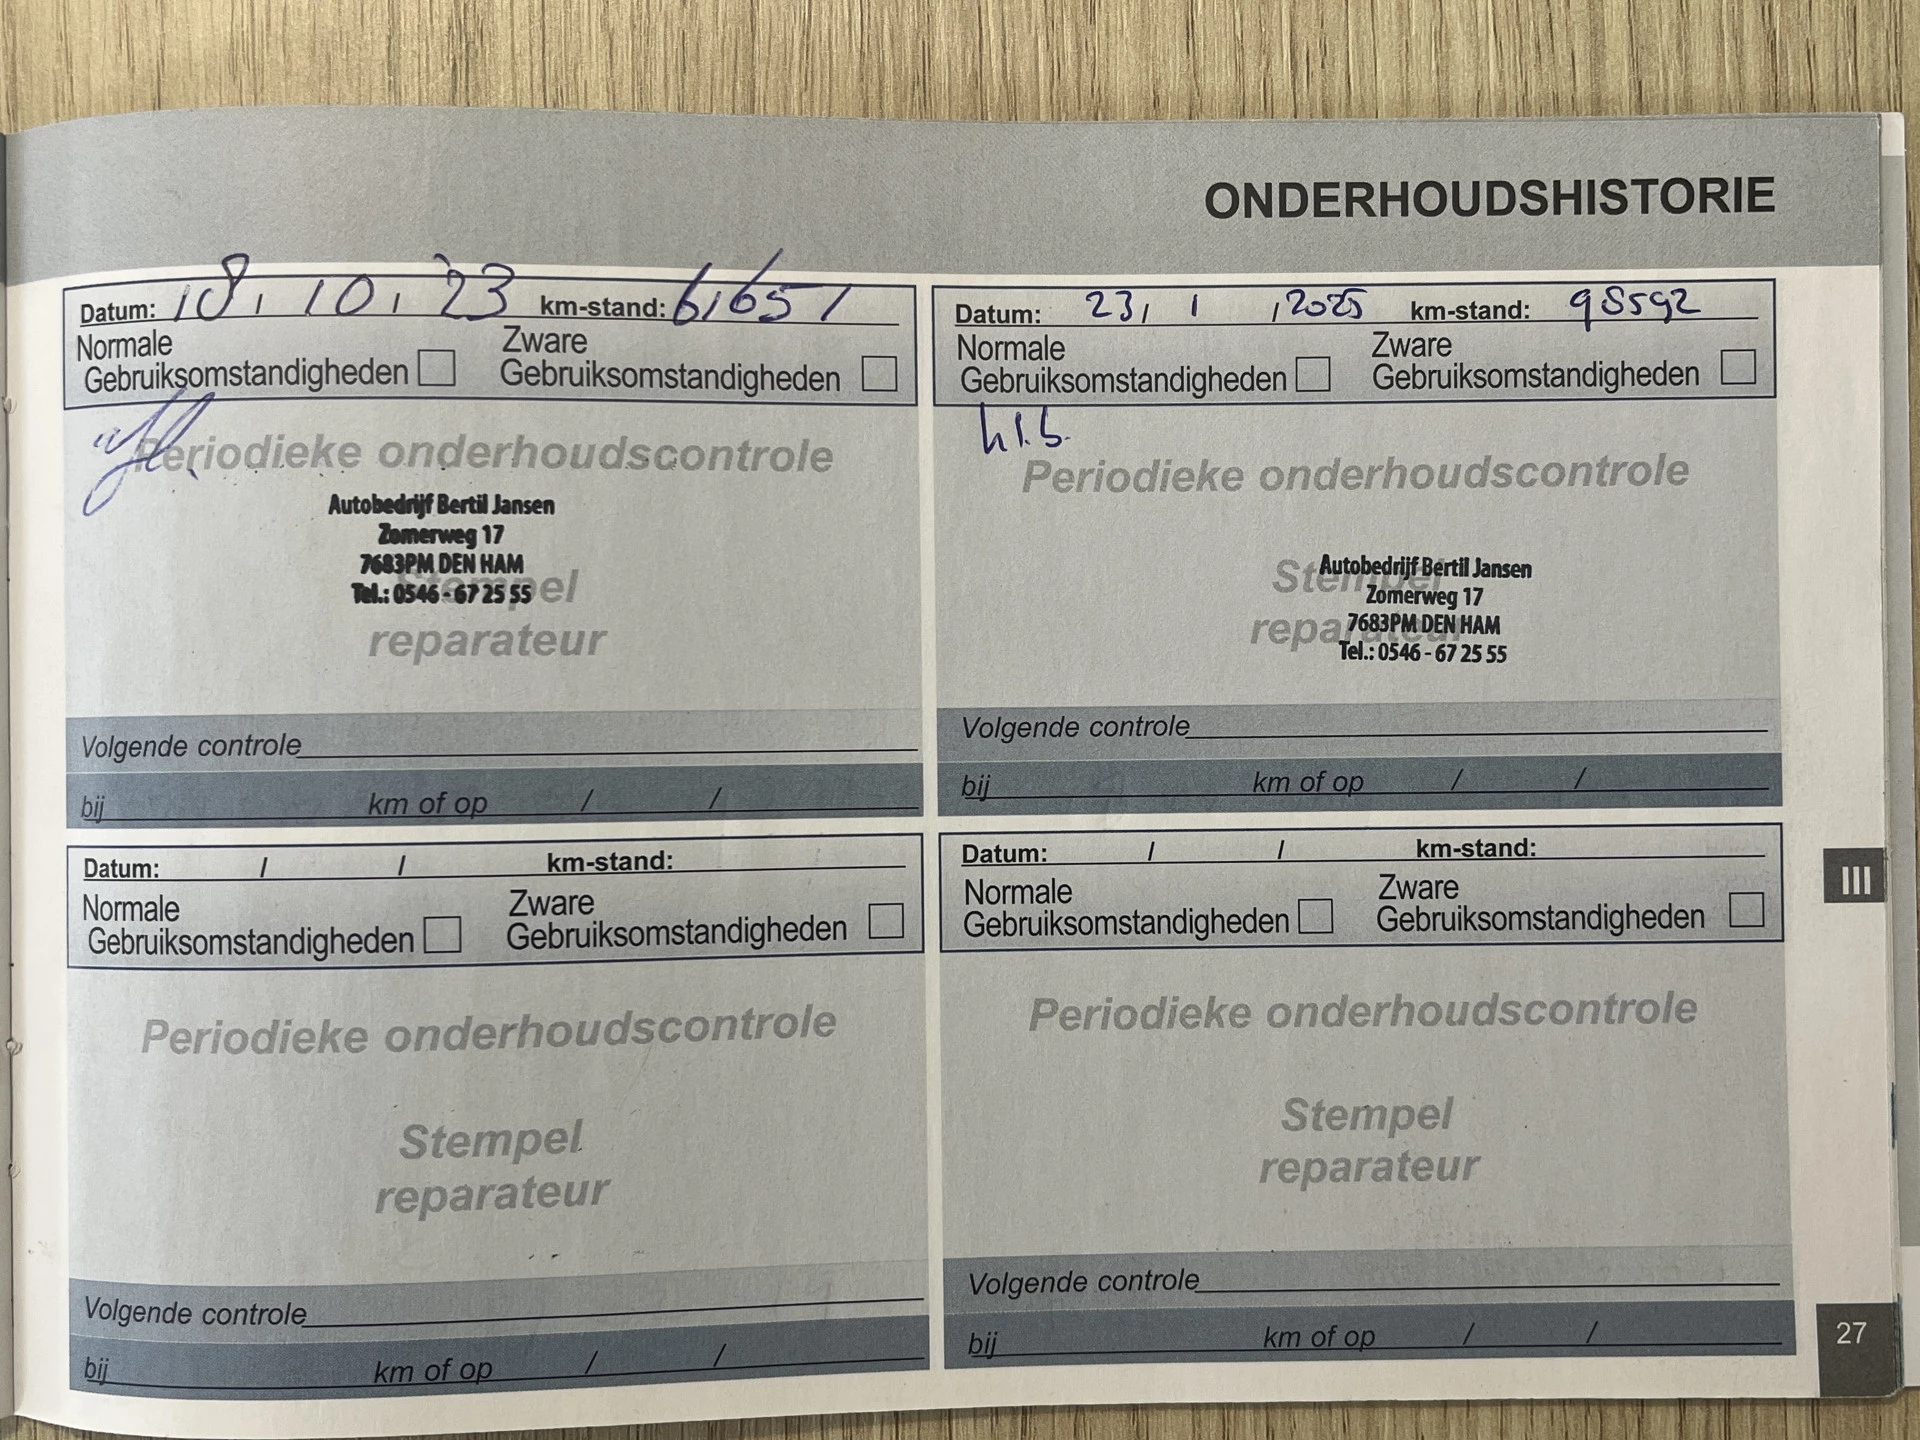 ONDERHOUDSHISTORIE
Datum: 18, 10, '23 km-stand:
Normale Zware
Gebruiksomstandigheden Gebruiksomstandigheden
Periodieke onderhoudscontrole
Autobedrijf Bertil Jansen
Zomerweg 17
7683PM DEN HAM
Tel.: 0546 - 67 25 55
Stempel
reparateur
Volgende controle
bij km of op / /
Datum: 23, 1 , 2025 km-stand: 98592
Normale Zware
Gebruiksomstandigheden Gebruiksomstandigheden
Periodieke onderhoudscontrole
Stempel
reparateur
Autobedrijf Bertil Jansen
Zomerweg 17
7683PM DEN HAM
Tel.: 0546 - 67 25 55
Volgende controle
bij km of op / /
Datum: / / km-stand:
Normale Zware
Gebruiksomstandigheden Gebruiksomstandigheden
Periodieke onderhoudscontrole
Stempel
reparateur
Volgende controle
bij km of op / /
Datum: / / km-stand:
Normale Zware
Gebruiksomstandigheden Gebruiksomstandigheden
Periodieke onderhoudscontrole
Stempel
reparateur
Volgende controle
bij km of op / /
III
27